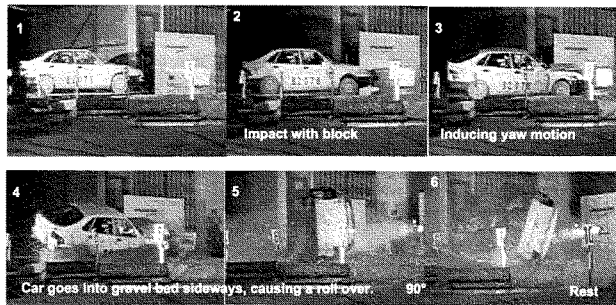 1
2
3
Impact with block
Inducing yaw motion
4
5
6
Car goes into gravel bed sideways, causing a roll over.
90°
Rest